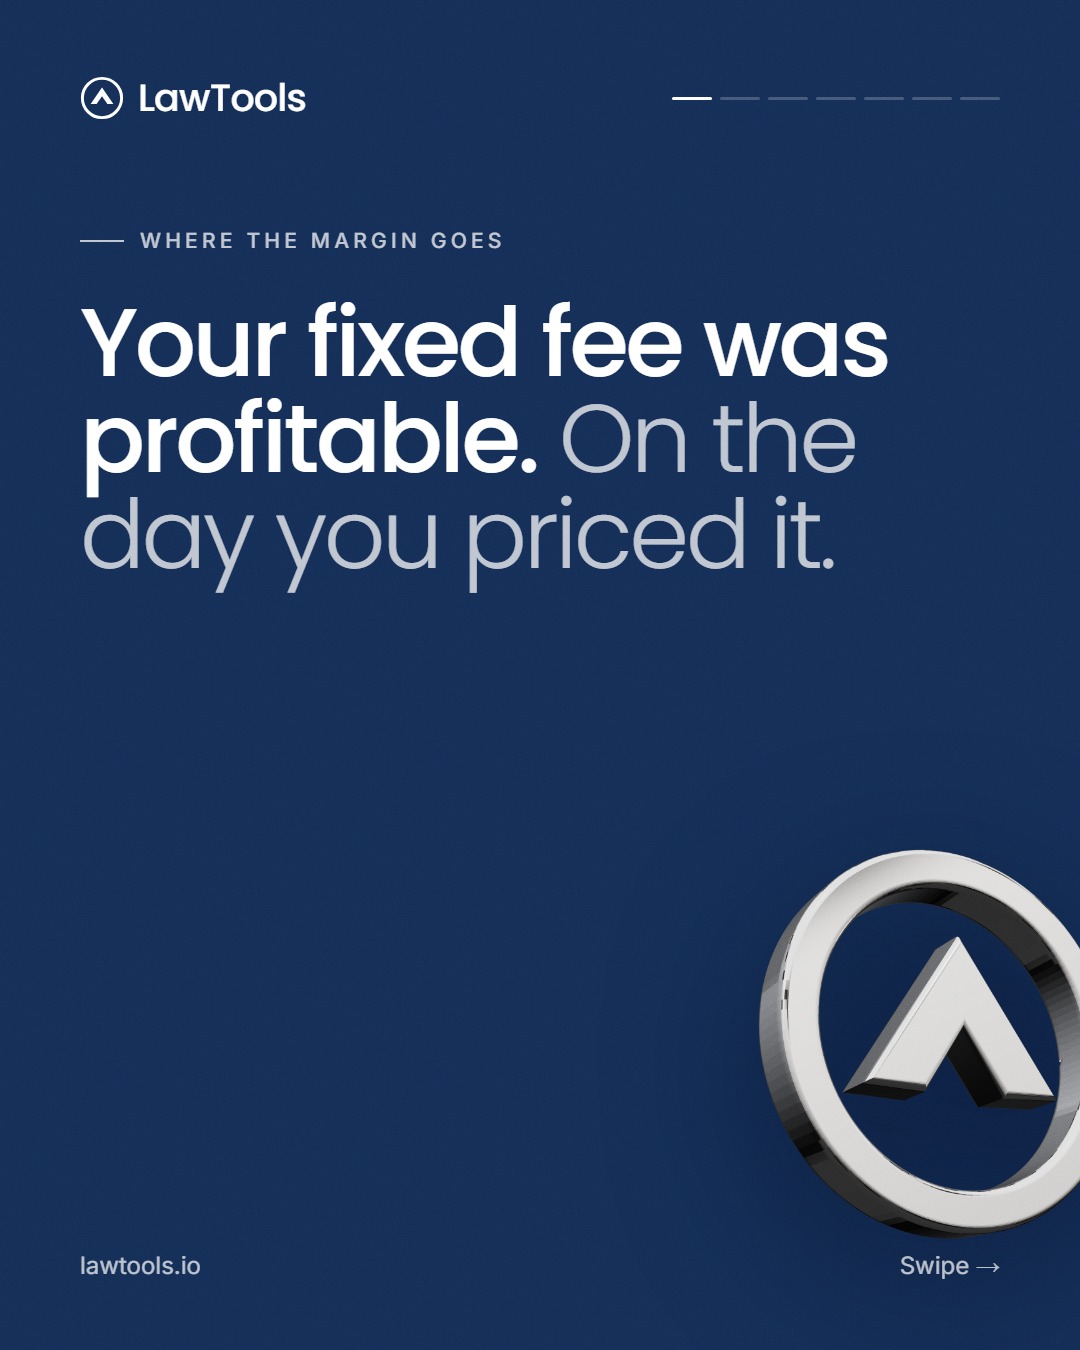 LawTools
WHERE THE MARGIN GOES
Your fixed fee was
profitable. On the
day you priced it.
lawtools.io
Swipe →